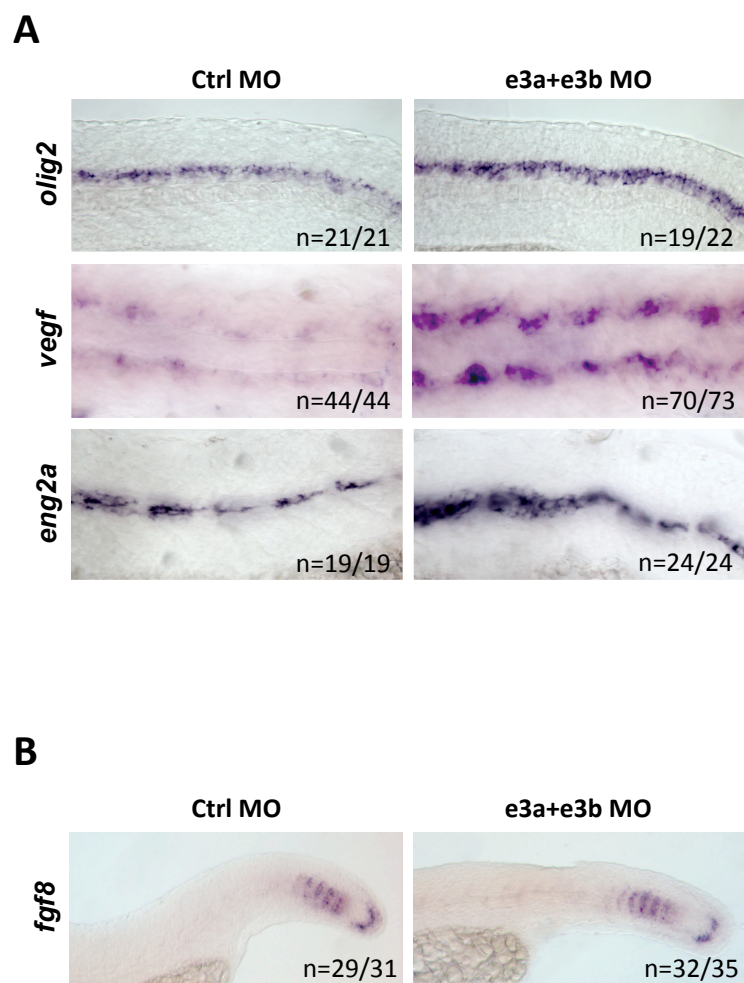 A
Ctrl MO e3a+e3b MO
olig2
n=21/21 n=19/22
vegf
n=44/44 n=70/73
eng2a
n=19/19 n=24/24
B
Ctrl MO e3a+e3b MO
fgf8
n=29/31 n=32/35